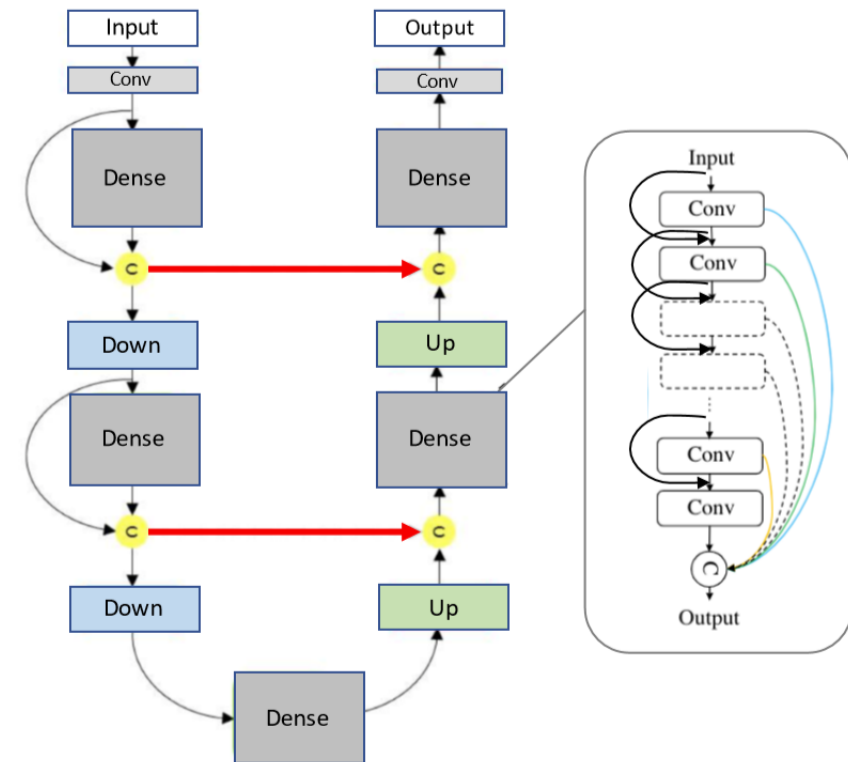 Input
Conv
Dense
C
Down
Dense
C
Down
Dense
Up
C
Dense
Up
C
Dense
Conv
Output
Input
Conv
Conv
Conv
Conv
C
Output